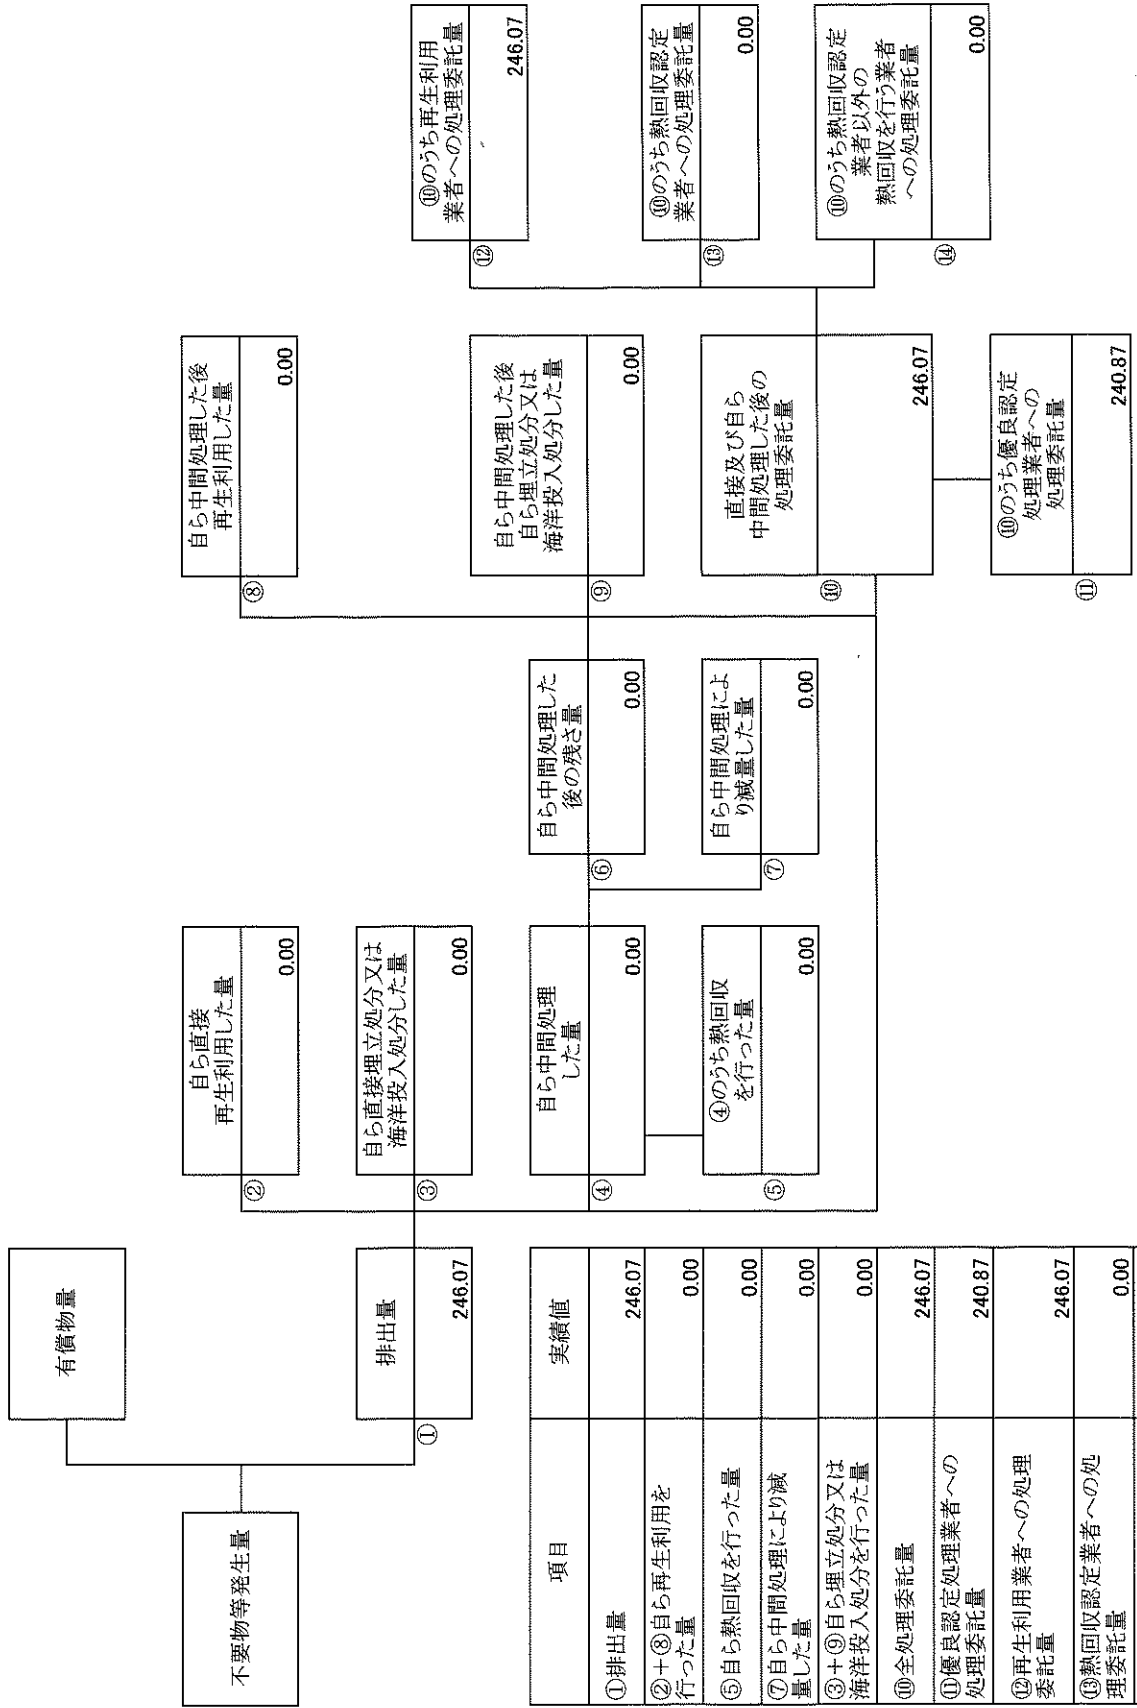 不要物等発生量
有償物量
①
排出量
246.07
②
自ら直接
再生利用した量
0.00
③
自ら直接埋立処分又は
海洋投入処分した量
0.00
④
自ら中間処理
した量
0.00
⑤
④のうち熱回収
を行った量
0.00
⑥
自ら中間処理した
後の残さ量
0.00
⑦
自ら中間処理によ
り減量した量
0.00
⑧
自ら中間処理した後
再生利用した量
0.00
⑨
自ら中間処理した後
自ら埋立処分又は
海洋投入処分した量
0.00
⑩
直接及び自ら
中間処理した後の
処理委託量
246.07
⑪
⑩のうち優良認定
処理業者への
処理委託量
240.87
⑫
⑩のうち再生利用
業者への処理委託量
246.07
⑬
⑩のうち熱回収認定
業者への処理委託量
0.00
⑭
⑩のうち熱回収認定
業者以外の
熱回収を行う業者
への処理委託量
0.00
項目 実績値
①排出量 246.07
②+⑧自ら再生利用を
行った量 0.00
⑤自ら熱回収を行った量 0.00
⑦自ら中間処理により減
量した量 0.00
③+⑨自ら埋立処分又は
海洋投入処分を行った量 0.00
⑩全処理委託量 246.07
⑪優良認定処理業者への
処理委託量 240.87
⑫再生利用業者への処理
委託量 246.07
⑬熱回収認定業者への処
理委託量 0.00